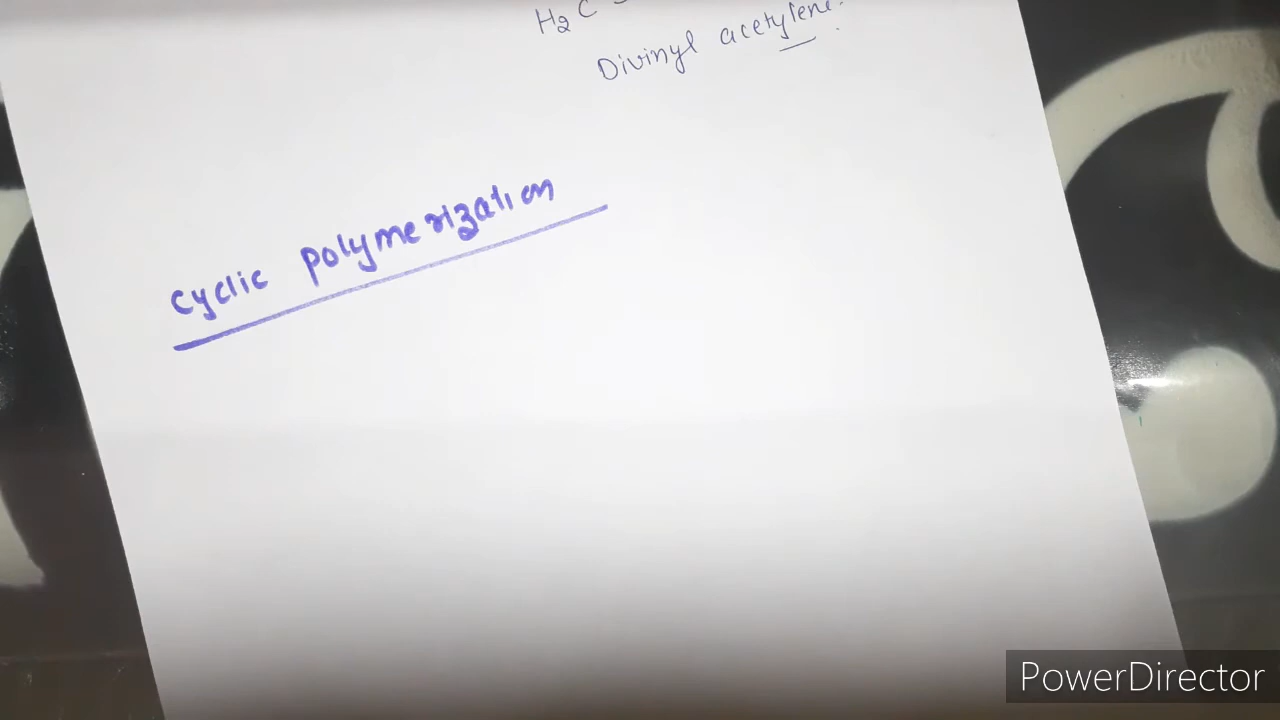 H₂C
Divinyl acetylene.
cyclic polymerization
PowerDirector